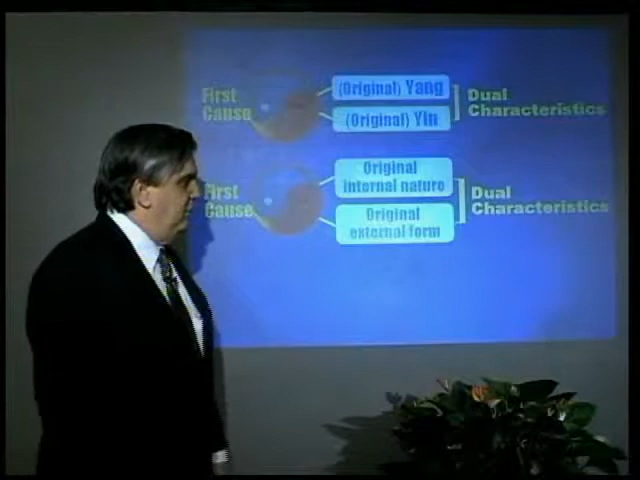 First
Cause
(Original) Yang
(Original) Yin
Dual
Characteristics
First
Cause
Original
internal nature
Original
external form
Dual
Characteristics